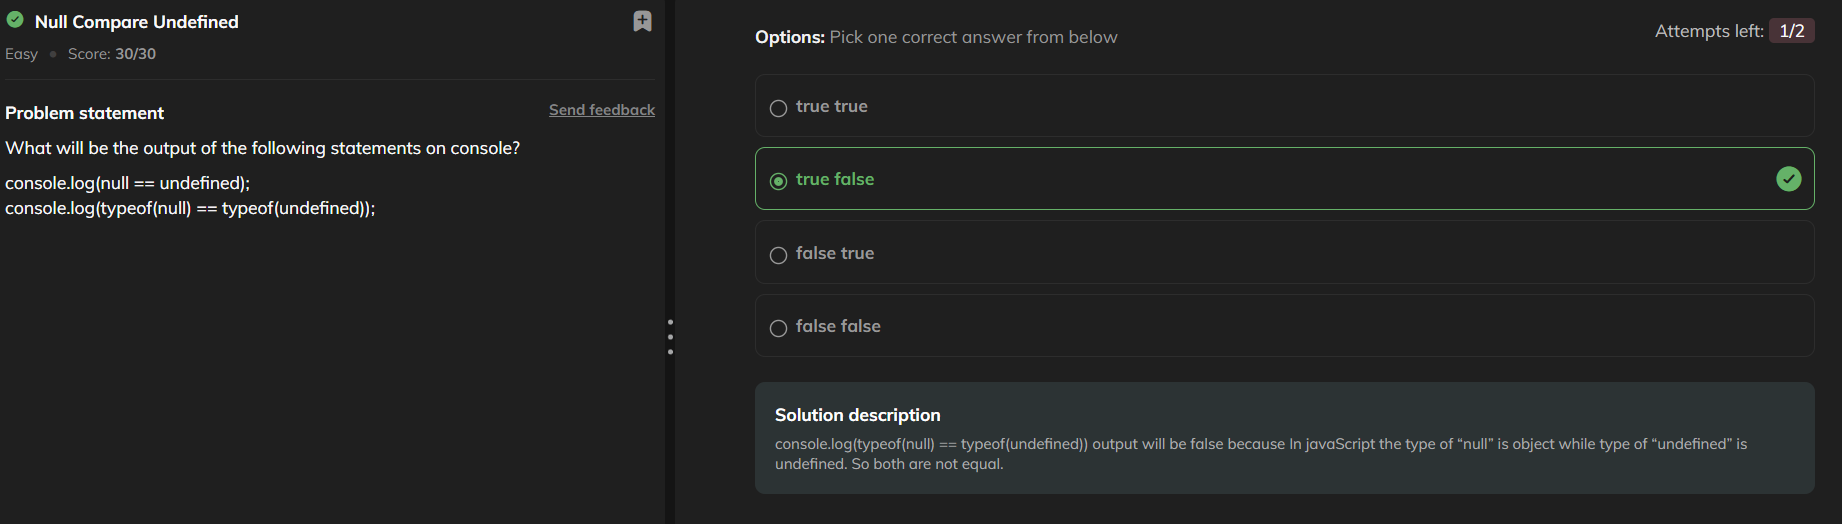 Null Compare Undefined
Easy • Score: 30/30
Problem statement
Send feedback
What will be the output of the following statements on console?
console.log(null == undefined);
console.log(typeof(null) == typeof(undefined));
Options: Pick one correct answer from below
Attempts left: 1/2
true true
true false
false true
false false
Solution description
console.log(typeof(null) == typeof(undefined)) output will be false because In javaScript the type of “null” is object while type of “undefined” is
undefined. So both are not equal.